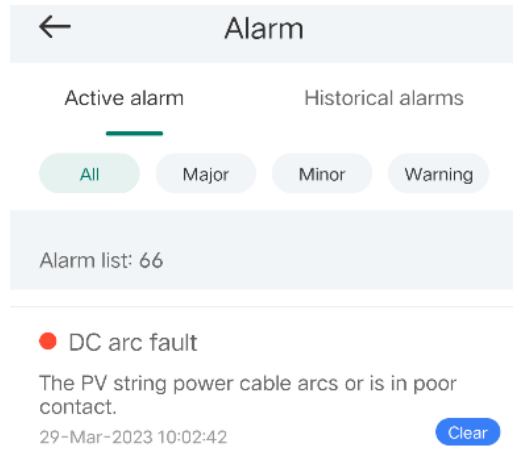 Alarm
Active alarm
Historical alarms
All
Major
Minor
Warning
Alarm list: 66
DC arc fault
The PV string power cable arcs or is in poor
contact.
29-Mar-2023 10:02:42
Clear